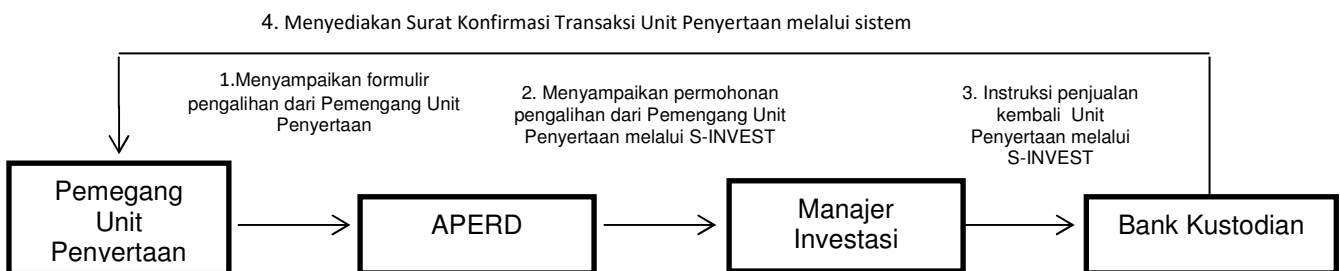 4. Menyediakan Surat Konfirmasi Transaksi Unit Penyertaan melalui sistem
1.Menyampaikan formulir
pengalihan dari Pemengang Unit
Penyertaan
2. Menyampaikan permohonan
pengalihan dari Pemengang Unit
Penyertaan melalui S-INVEST
3. Instruksi penjualan
kembali Unit
Penyertaan melalui
S-INVEST
Pemegang
Unit
Penyertaan
APERD
Manajer
Investasi
Bank Kustodian